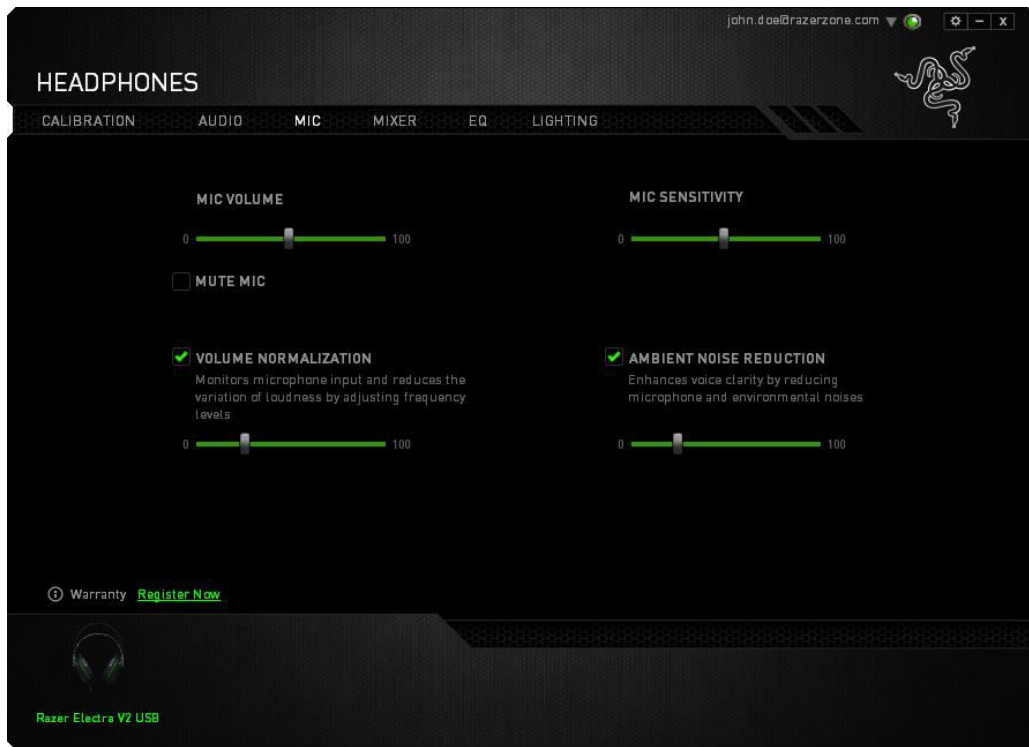 john.doe@razerzone.com
HEADPHONES
CALIBRATION AUDIO MIC MIXER EQ LIGHTING
MIC VOLUME
0 100
MUTE MIC
MIC SENSITIVITY
0 100
VOLUME NORMALIZATION
Monitors microphone input and reduces the
variation of loudness by adjusting frequency
levels
0 100
AMBIENT NOISE REDUCTION
Enhances voice clarity by reducing
microphone and environmental noises
0 100
Warranty Register Now
Razer Electra V2 USB